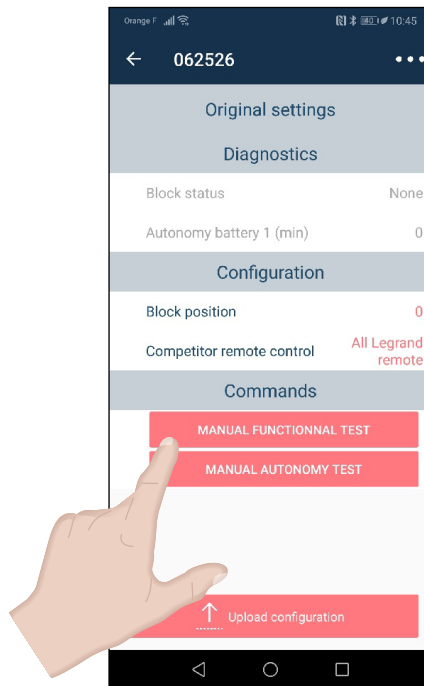 Orange F 10:45
062526
Original settings
Diagnostics
Block status None
Autonomy battery 1 (min) 0
Configuration
Block position 0
Competitor remote control All Legrand
remote
Commands
MANUAL FUNCTIONNAL TEST
MANUAL AUTONOMY TEST
Upload configuration